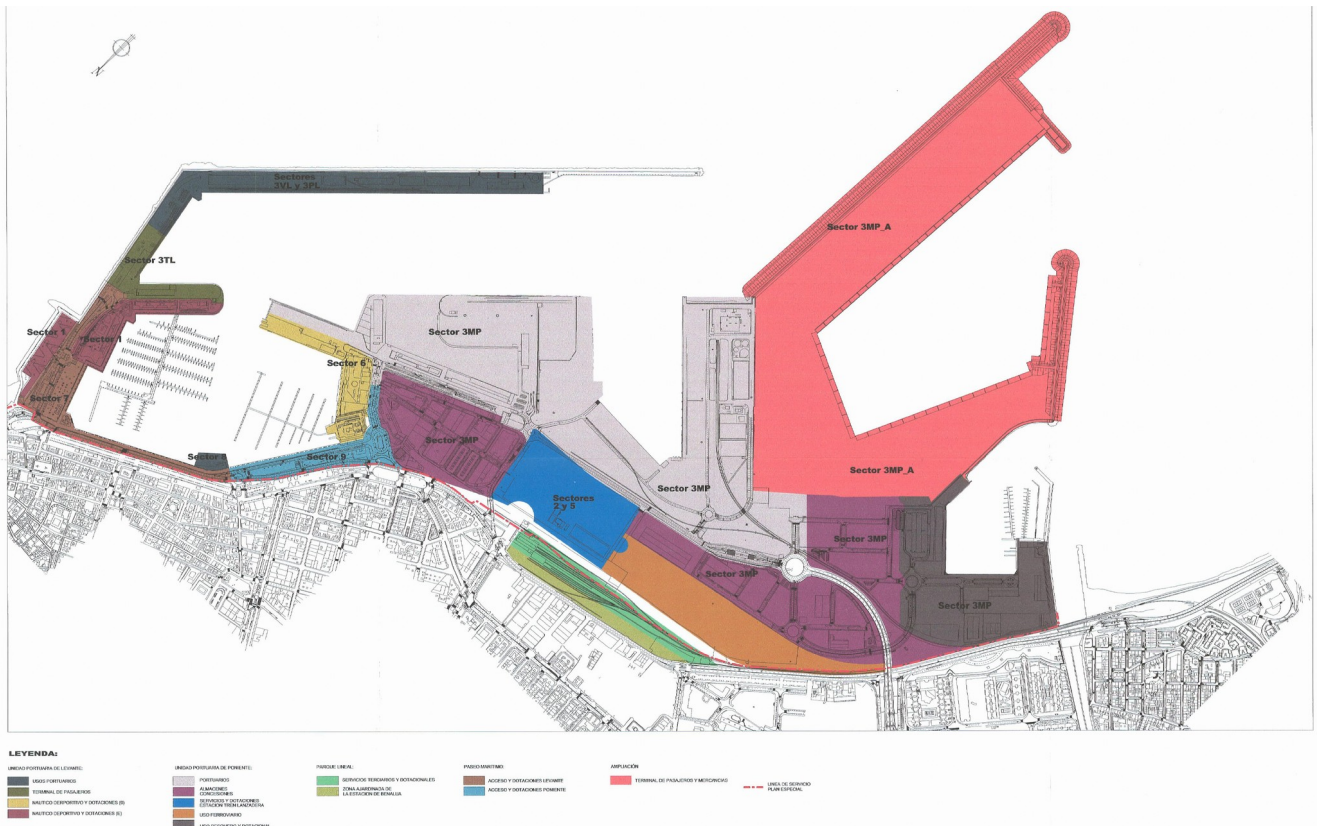 N
Sectores
3VL y 3PL
Sector 3TL
Sector 1
Sector 1
Sector 7
Sector 6
Sector 3MP
Sector 3MP_A
Sector 9
Sector 3MP
Sectores
2 y 5
Sector 3MP
Sector 3MP_A
Sector 3MP
Sector 3MP
Sector 3MP
LEYENDA:
UNIDAD PORTUARIA DE LEVANTE:
USOS PORTUARIOS
TERMINAL DE PASAJEROS
NAUTICO DEPORTIVO Y DOTACIONES (6)
NAUTICO DEPORTIVO Y DOTACIONES (E)
UNIDAD PORTUARIA DE PONIENTE:
PORTUARIOS
ALMACENES
CONCESIONES
SERVICIOS Y DOTACIONES
ESTACION TREN LANZADERA
USO FERROVIARIO
PARQUE LINEAL:
SERVICIOS TERCIARIOS Y DOTACIONALES
ZONA AJARDINADA DE
LA ESTACION DE BENALUA
PASEO MARITIMO:
ACCESO Y DOTACIONES LEVANTE
ACCESO Y DOTACIONES PONIENTE
AMPLIACIÓN
TERMINAL DE PASAJEROS Y MERCANCIAS
LINEA DE SERVICIO
PLAN ESPECIAL